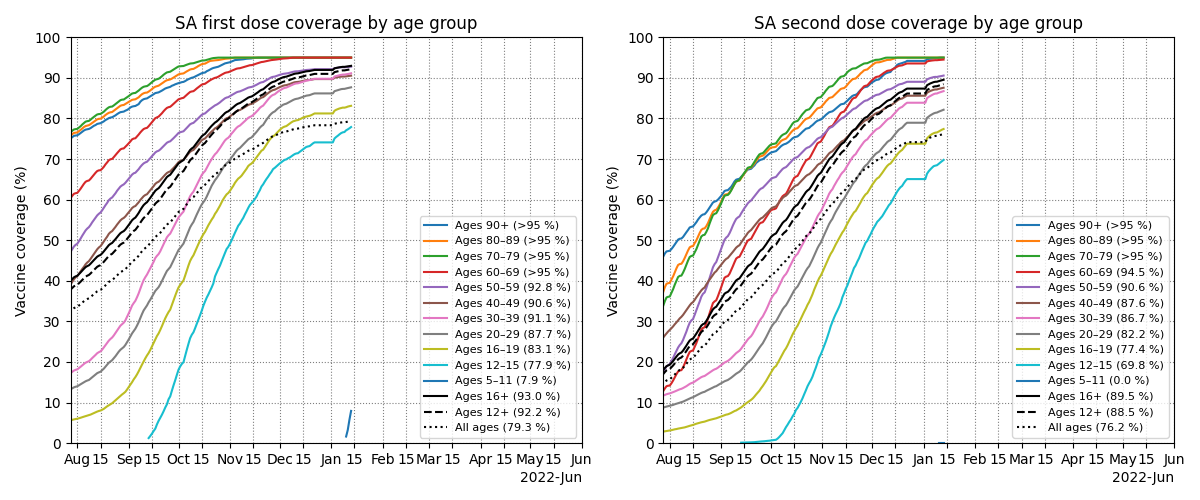 SA first dose coverage by age group
Vaccine coverage (%)
100
90
80
70
60
50
40
30
20
10
0
Aug 15 Sep 15 Oct 15 Nov 15 Dec 15 Jan 15 Feb 15 Mar 15 Apr 15 May 15 Jun
2022-Jun
Ages 90+ (>95 %)
Ages 80–89 (>95 %)
Ages 70–79 (>95 %)
Ages 60–69 (>95 %)
Ages 50–59 (92.8 %)
Ages 40–49 (90.6 %)
Ages 30–39 (91.1 %)
Ages 20–29 (87.7 %)
Ages 16–19 (83.1 %)
Ages 12–15 (77.9 %)
Ages 5–11 (7.9 %)
Ages 16+ (93.0 %)
Ages 12+ (92.2 %)
All ages (79.3 %)
SA second dose coverage by age group
Vaccine coverage (%)
100
90
80
70
60
50
40
30
20
10
0
Aug 15 Sep 15 Oct 15 Nov 15 Dec 15 Jan 15 Feb 15 Mar 15 Apr 15 May 15 Jun
2022-Jun
Ages 90+ (>95 %)
Ages 80–89 (>95 %)
Ages 70–79 (>95 %)
Ages 60–69 (94.5 %)
Ages 50–59 (90.6 %)
Ages 40–49 (87.6 %)
Ages 30–39 (86.7 %)
Ages 20–29 (82.2 %)
Ages 16–19 (77.4 %)
Ages 12–15 (69.8 %)
Ages 5–11 (0.0 %)
Ages 16+ (89.5 %)
Ages 12+ (88.5 %)
All ages (76.2 %)